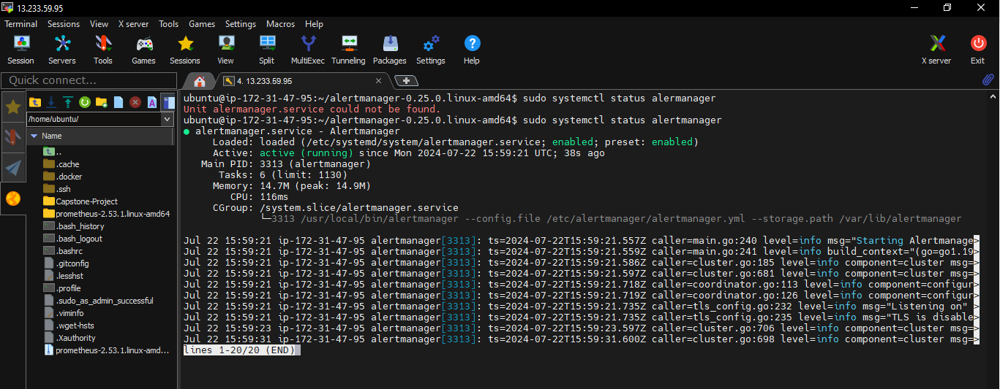 13.233.59.95
Terminal Sessions View X server Tools Games Settings Macros Help
Session Servers Tools Games Sessions View Split MultiExec Tunneling Packages Settings Help X server Exit
Quick connect...
4. 13.233.59.95
/home/ubuntu/
Name
..
.cache
.docker
.ssh
Capstone-Project
prometheus-2.53.1.linux-amd64
.bash_history
.bash_logout
.bashrc
.gitconfig
.lesshst
.profile
.sudo_as_admin_successful
.viminfo
.wget-hsts
.Xauthority
prometheus-2.53.1.linux-amd...
ubuntu@ip-172-31-47-95:~/alertmanager-0.25.0.linux-amd64$ sudo systemctl status alermanager
Unit alermanager.service could not be found.
ubuntu@ip-172-31-47-95:~/alertmanager-0.25.0.linux-amd64$ sudo systemctl status alertmanager
● alertmanager.service - Alertmanager
Loaded: loaded (/etc/systemd/system/alertmanager.service; enabled; preset: enabled)
Active: active (running) since Mon 2024-07-22 15:59:21 UTC; 38s ago
Main PID: 3313 (alertmanager)
Tasks: 6 (limit: 1130)
Memory: 14.7M (peak: 14.9M)
CPU: 116ms
CGroup: /system.slice/alertmanager.service
└─3313 /usr/local/bin/alertmanager --config.file /etc/alertmanager/alertmanager.yml --storage.path /var/lib/alertmanager
Jul 22 15:59:21 ip-172-31-47-95 alertmanager[3313]: ts=2024-07-22T15:59:21.557Z caller=main.go:240 level=info msg="Starting Alertmanage>
Jul 22 15:59:21 ip-172-31-47-95 alertmanager[3313]: ts=2024-07-22T15:59:21.559Z caller=main.go:241 level=info build_context="(go=go1.19>
Jul 22 15:59:21 ip-172-31-47-95 alertmanager[3313]: ts=2024-07-22T15:59:21.586Z caller=cluster.go:185 level=info component=cluster msg=>
Jul 22 15:59:21 ip-172-31-47-95 alertmanager[3313]: ts=2024-07-22T15:59:21.597Z caller=cluster.go:681 level=info component=cluster msg=>
Jul 22 15:59:21 ip-172-31-47-95 alertmanager[3313]: ts=2024-07-22T15:59:21.718Z caller=coordinator.go:113 level=info component=configur>
Jul 22 15:59:21 ip-172-31-47-95 alertmanager[3313]: ts=2024-07-22T15:59:21.719Z caller=coordinator.go:126 level=info component=configur>
Jul 22 15:59:21 ip-172-31-47-95 alertmanager[3313]: ts=2024-07-22T15:59:21.735Z caller=tls_config.go:232 level=info msg="Listening on" >
Jul 22 15:59:21 ip-172-31-47-95 alertmanager[3313]: ts=2024-07-22T15:59:21.735Z caller=tls_config.go:235 level=info msg="TLS is disable>
Jul 22 15:59:23 ip-172-31-47-95 alertmanager[3313]: ts=2024-07-22T15:59:23.597Z caller=cluster.go:706 level=info component=cluster msg=>
Jul 22 15:59:31 ip-172-31-47-95 alertmanager[3313]: ts=2024-07-22T15:59:31.600Z caller=cluster.go:698 level=info component=cluster msg=>
lines 1-20/20 (END)